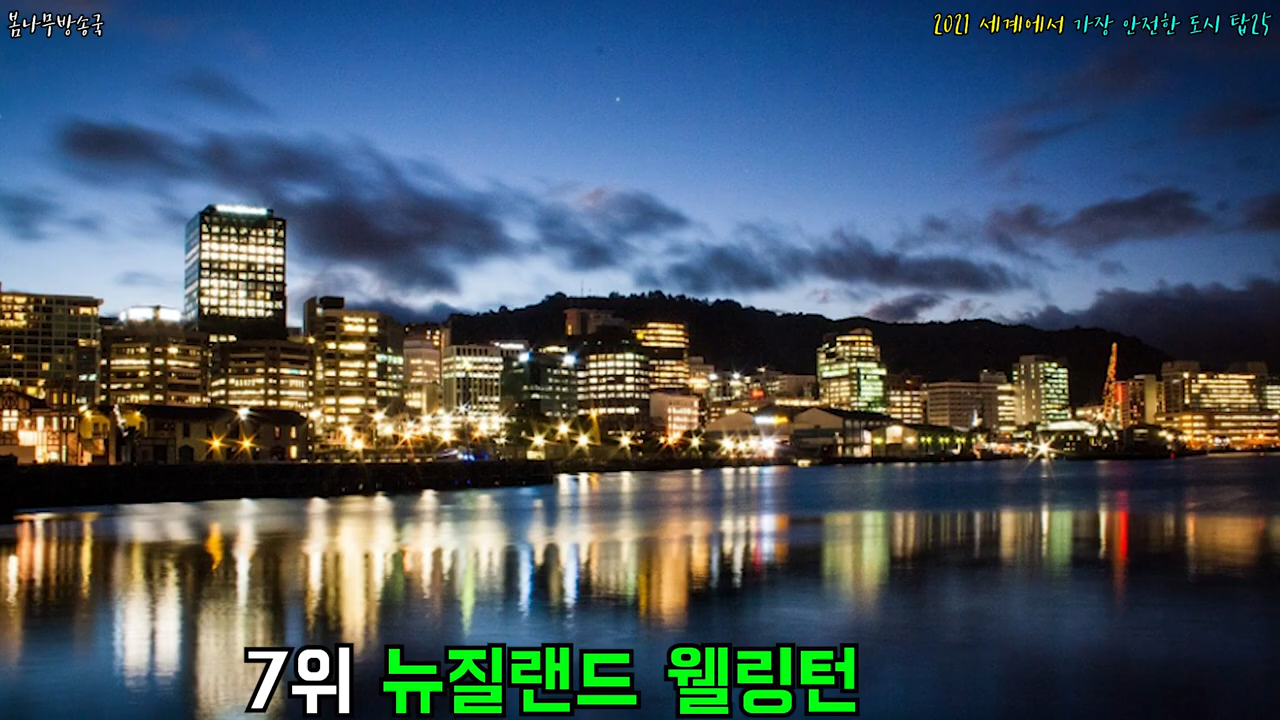 봄나무방송국
2021 세계에서 가장 안전한 도시 탑25
7위 뉴질랜드 웰링턴